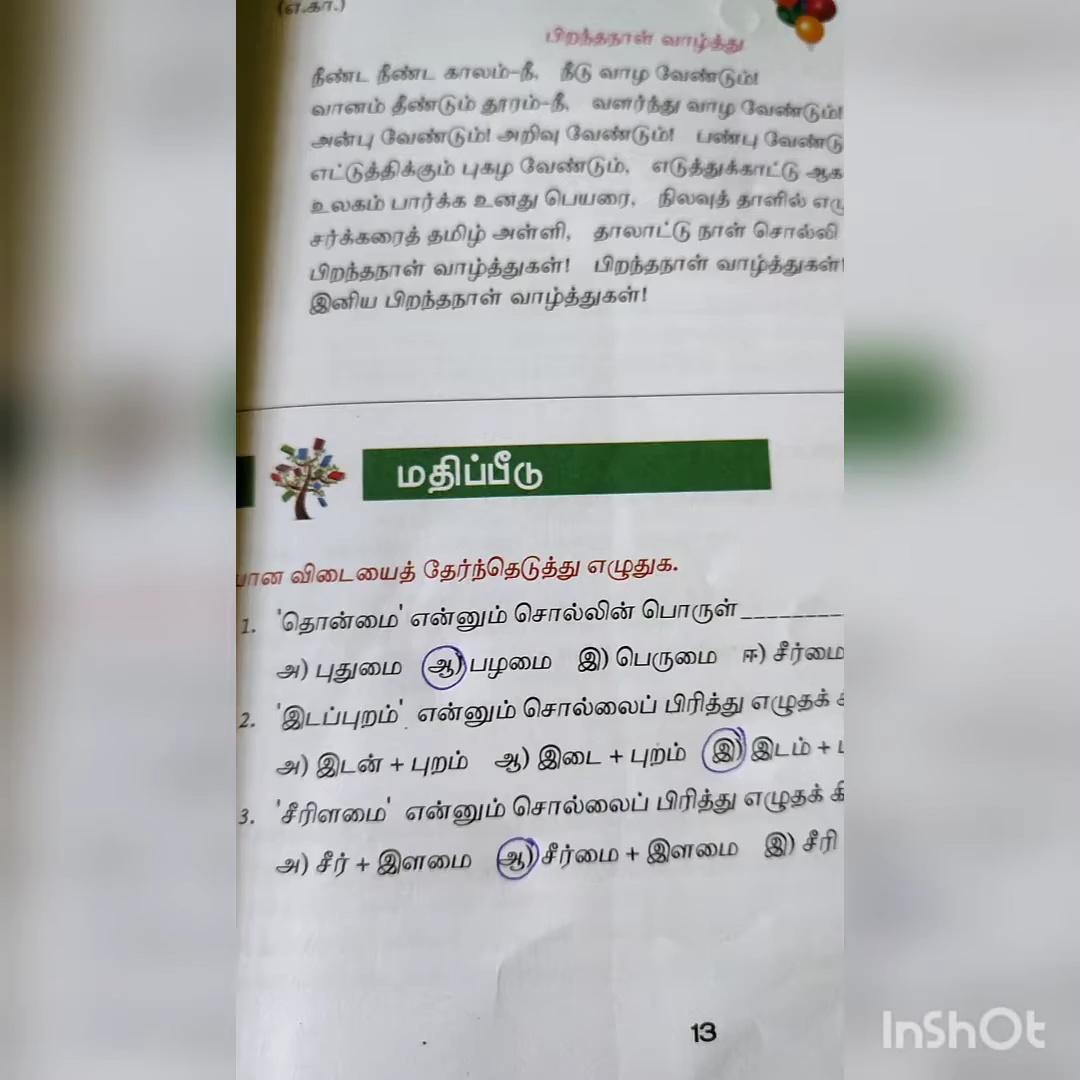 (எ.கா.)
பிறந்தநாள் வாழ்த்து
நீண்ட நீண்ட காலம்-நீ, நீடு வாழ வேண்டும்!
வானம் தீண்டும் தூரம்-நீ, வளர்ந்து வாழ வேண்டும்!
அன்பு வேண்டும்! அறிவு வேண்டும்! பண்பு வேண்டு
எட்டுத்திக்கும் புகழ வேண்டும், எடுத்துக்காட்டு ஆக
உலகம் பார்க்க உனது பெயரை, நிலவுத் தாளில் எழு
சர்க்கரைத் தமிழ் அள்ளி, தாலாட்டு நாள் சொல்லி
பிறந்தநாள் வாழ்த்துகள்! பிறந்தநாள் வாழ்த்துகள்!
இனிய பிறந்தநாள் வாழ்த்துகள்!
மதிப்பீடு
யான விடையைத் தேர்ந்தெடுத்து எழுதுக.
1. 'தொன்மை' என்னும் சொல்லின் பொருள் ________
அ) புதுமை ஆ) பழமை இ) பெருமை ஈ) சீர்மை
2. 'இடப்புறம்' என்னும் சொல்லைப் பிரித்து எழுதக்
அ) இடன் + புறம் ஆ) இடை + புறம் இ) இடம் +
3. 'சீரிளமை' என்னும் சொல்லைப் பிரித்து எழுதக் கி
அ) சீர் + இளமை ஆ) சீர்மை + இளமை இ) சீரி
13
InShOt